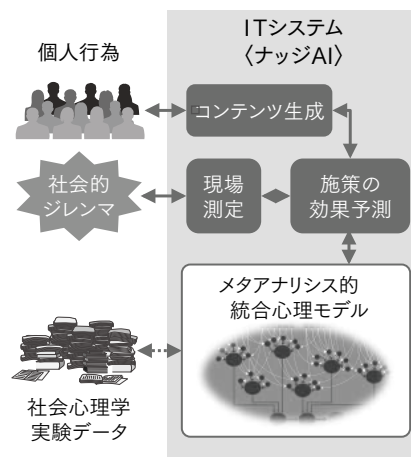 個人行為
ITシステム
〈ナッジAI〉
コンテンツ生成
社会的
ジレンマ
現場
測定
施策の
効果予測
メタアナリシス的
統合心理モデル
社会心理学
実験データ